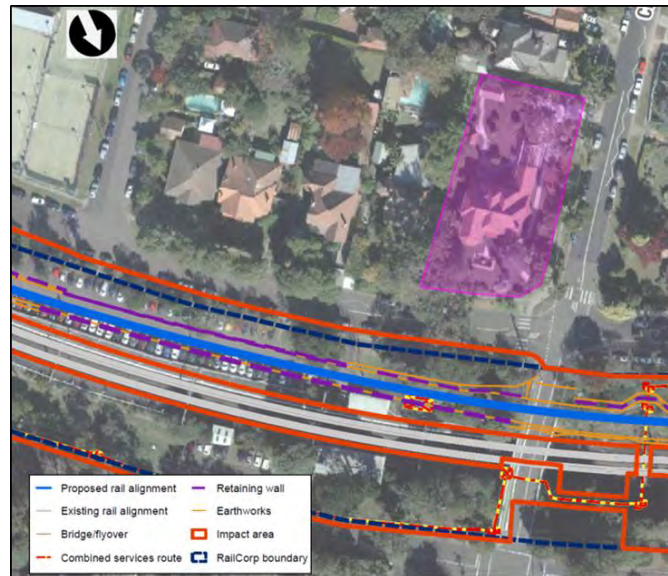 Proposed rail alignment
Existing rail alignment
Bridge/flyover
Combined services route
Retaining wall
Earthworks
Impact area
RailCorp boundary